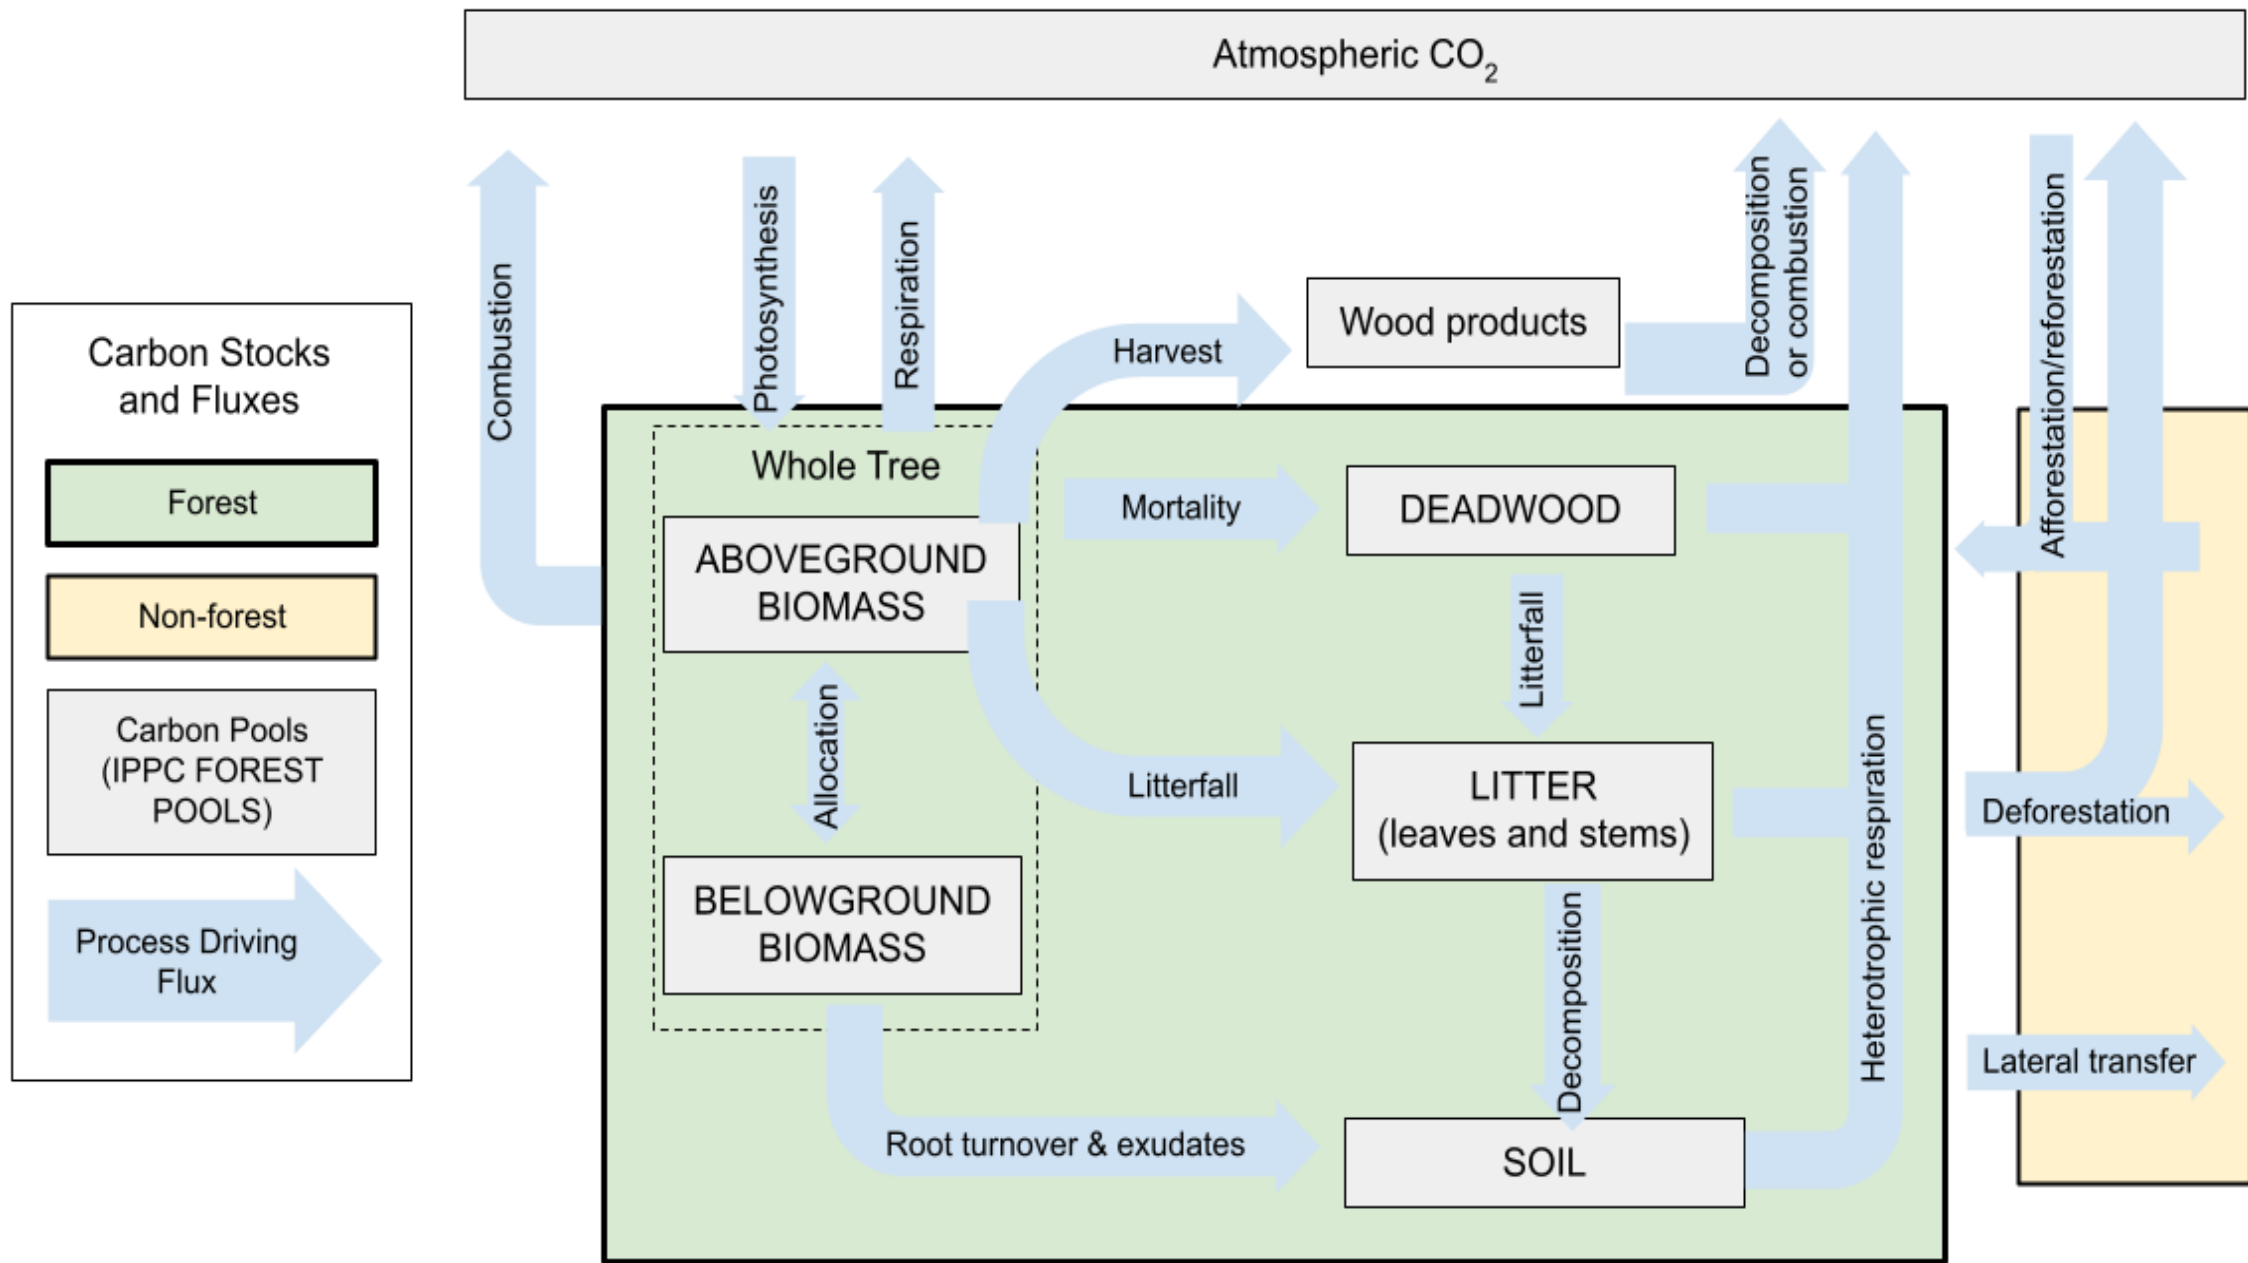 Atmospheric CO₂
Carbon Stocks
and Fluxes
Forest
Non-forest
Carbon Pools
(IPPC FOREST
POOLS)
Process Driving
Flux
Combustion
Photosynthesis
Respiration
Harvest
Wood products
Decomposition
or combustion
Afforestation/reforestation
Whole Tree
ABOVEGROUND
BIOMASS
Mortality
DEADWOOD
Allocation
Litterfall
Litterfall
LITTER
(leaves and stems)
BELOWGROUND
BIOMASS
Decomposition
Heterotrophic respiration
Root turnover & exudates
SOIL
Deforestation
Lateral transfer